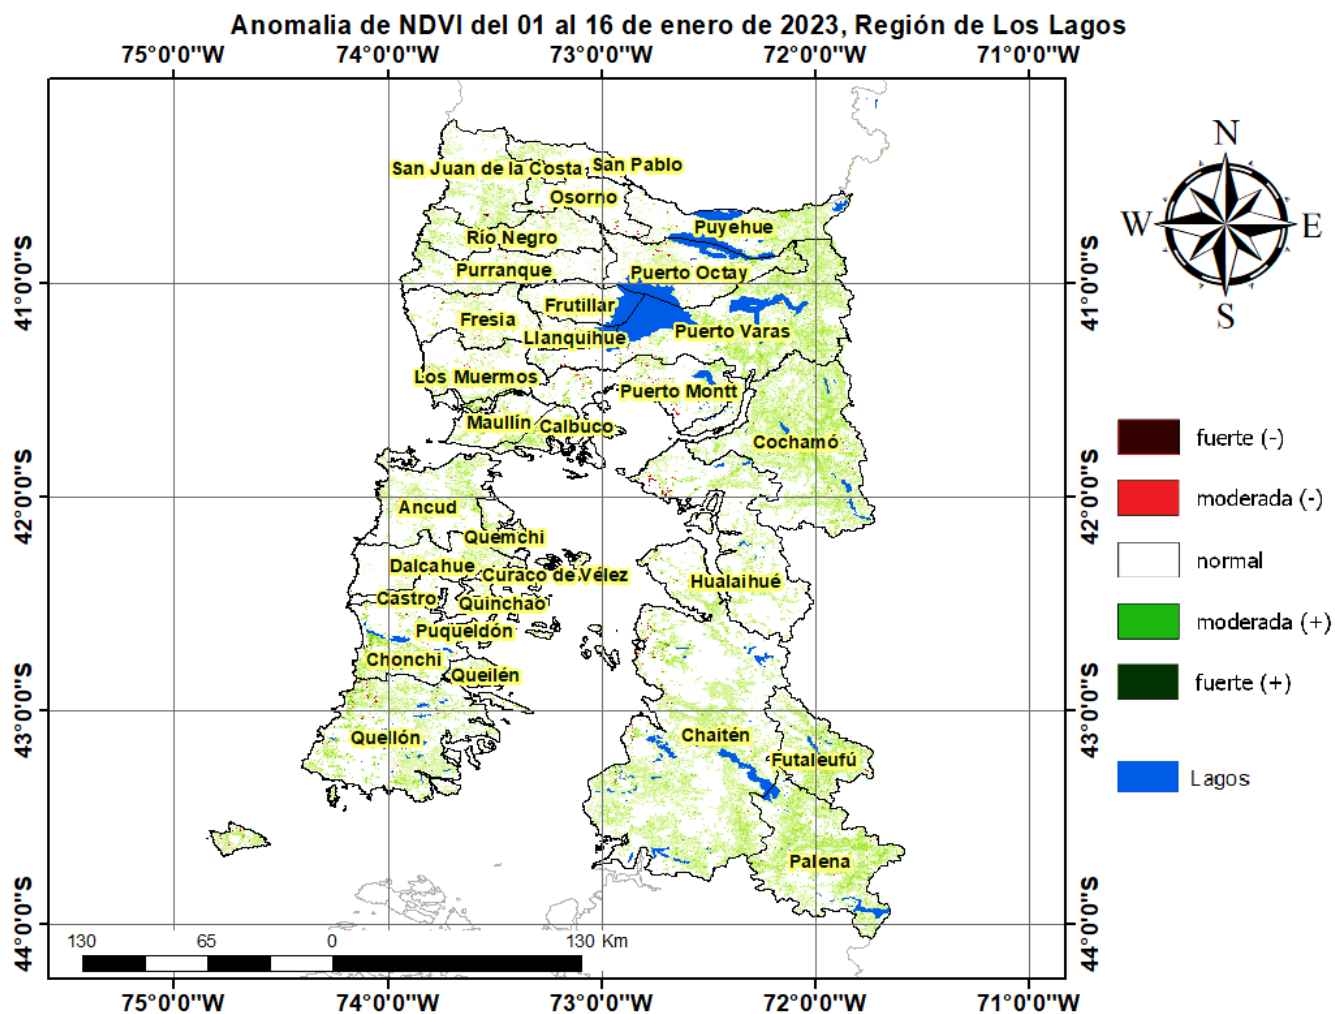 Anomalia de NDVI del 01 al 16 de enero de 2023, Región de Los Lagos
75°0'0"W 74°0'0"W 73°0'0"W 72°0'0"W 71°0'0"W
San Juan de la Costa San Pablo
Osorno
Puyehue
Río Negro
Purranque Puerto Octay
Frutillar
Fresia
Puerto Varas
Llanquihue
Los Muermos
Puerto Montt
Maullín Calbuco
Cochamó
Ancud
Quemchi
Dalcahue
Curaco de Vélez
Hualaihué
Castro Quinchao
Puqueldón
Chonchi
Queilén
Quellón
Chaitén
Futaleufú
Palena
41°0'0"S
42°0'0"S
43°0'0"S
44°0'0"S
41°0'0"S
42°0'0"S
43°0'0"S
44°0'0"S
130 65 0 130 Km
75°0'0"W 74°0'0"W 73°0'0"W 72°0'0"W 71°0'0"W
N
W E
S
fuerte (-)
moderada (-)
normal
moderada (+)
fuerte (+)
Lagos